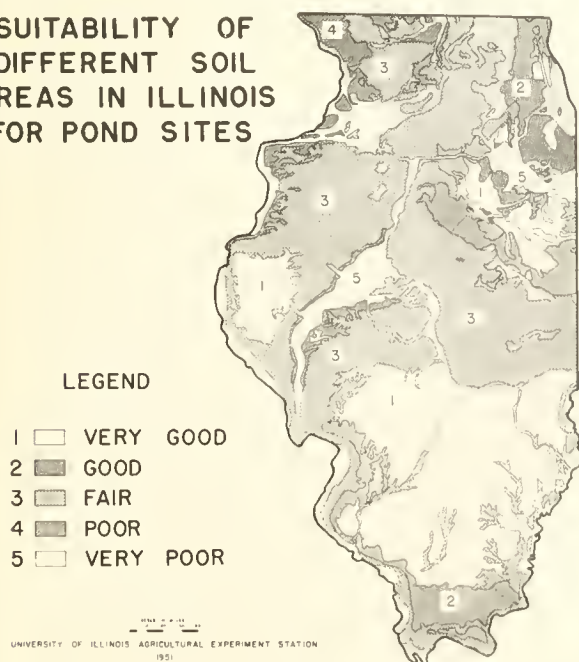 SUITABILITY OF
DIFFERENT SOIL
REAS IN ILLINOIS
FOR POND SITES
4
3
2
5
1
3
5
1
3
4
3
1
2
LEGEND
1 VERY GOOD
2 GOOD
3 FAIR
4 POOR
5 VERY POOR
UNIVERSITY OF ILLINOIS AGRICULTURAL EXPERIMENT STATION
1951